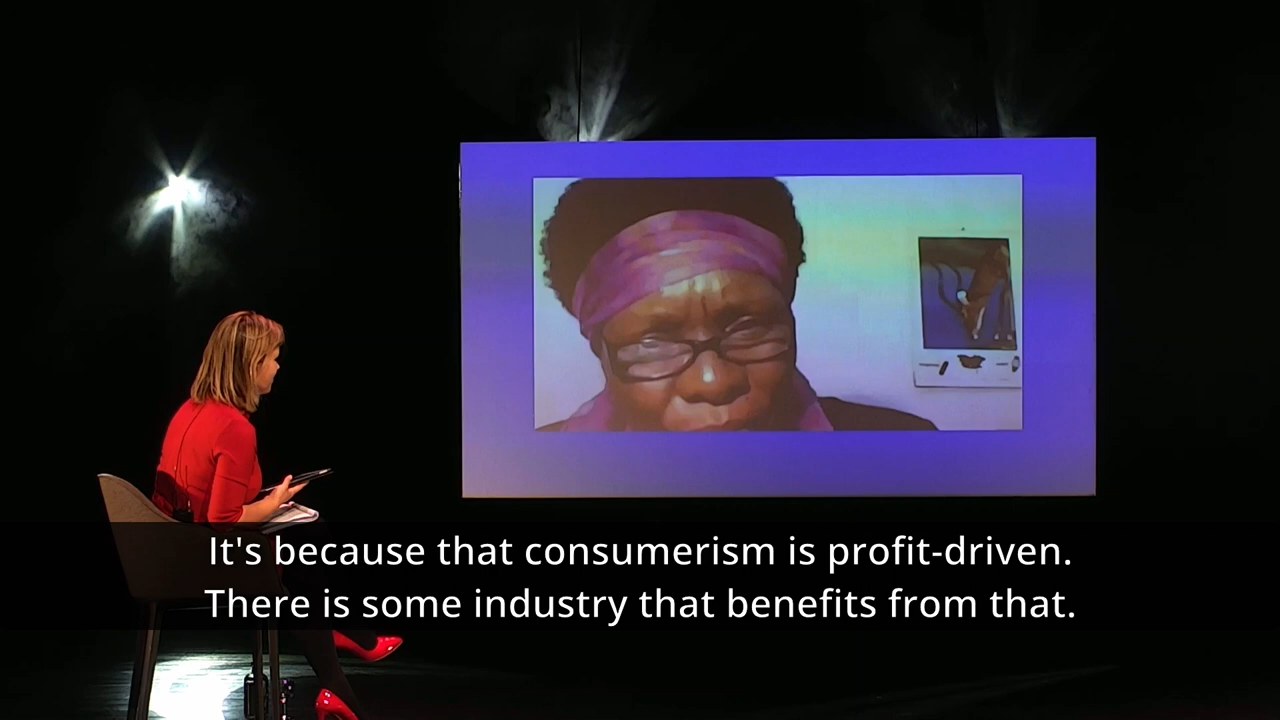 It's because that consumerism is profit-driven.
There is some industry that benefits from that.